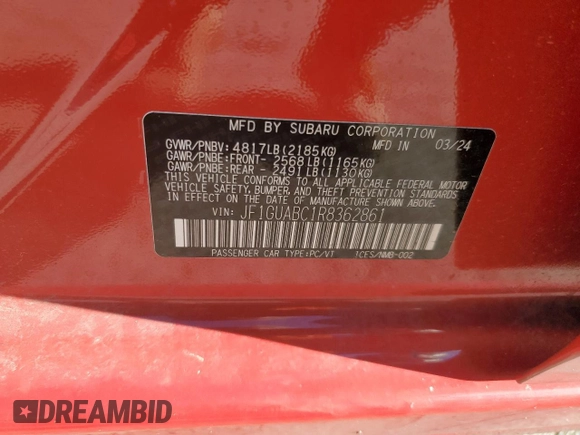 MFD BY SUBARU CORPORATION
GVWR/PNBV: 4817LB(2185KG) MFD IN 03/24
GAWR/PNBE:FRONT- 2568LB(1165KG)
GAWR/PNBE:REAR - 2491LB(1130KG)
THIS VEHICLE CONFORMS TO ALL APPLICABLE FEDERAL MOTOR
VEHICLE SAFETY, BUMPER, AND THEFT PREVENTION STANDARDS
IN EFFECT ON THE DATE OF MANUFACTURE SHOWN ABOVE.
VIN: JF1GUABC1R8362861
PASSENGER CAR TYPE:PC/VT 1CES/NMB-002
DREAMBID